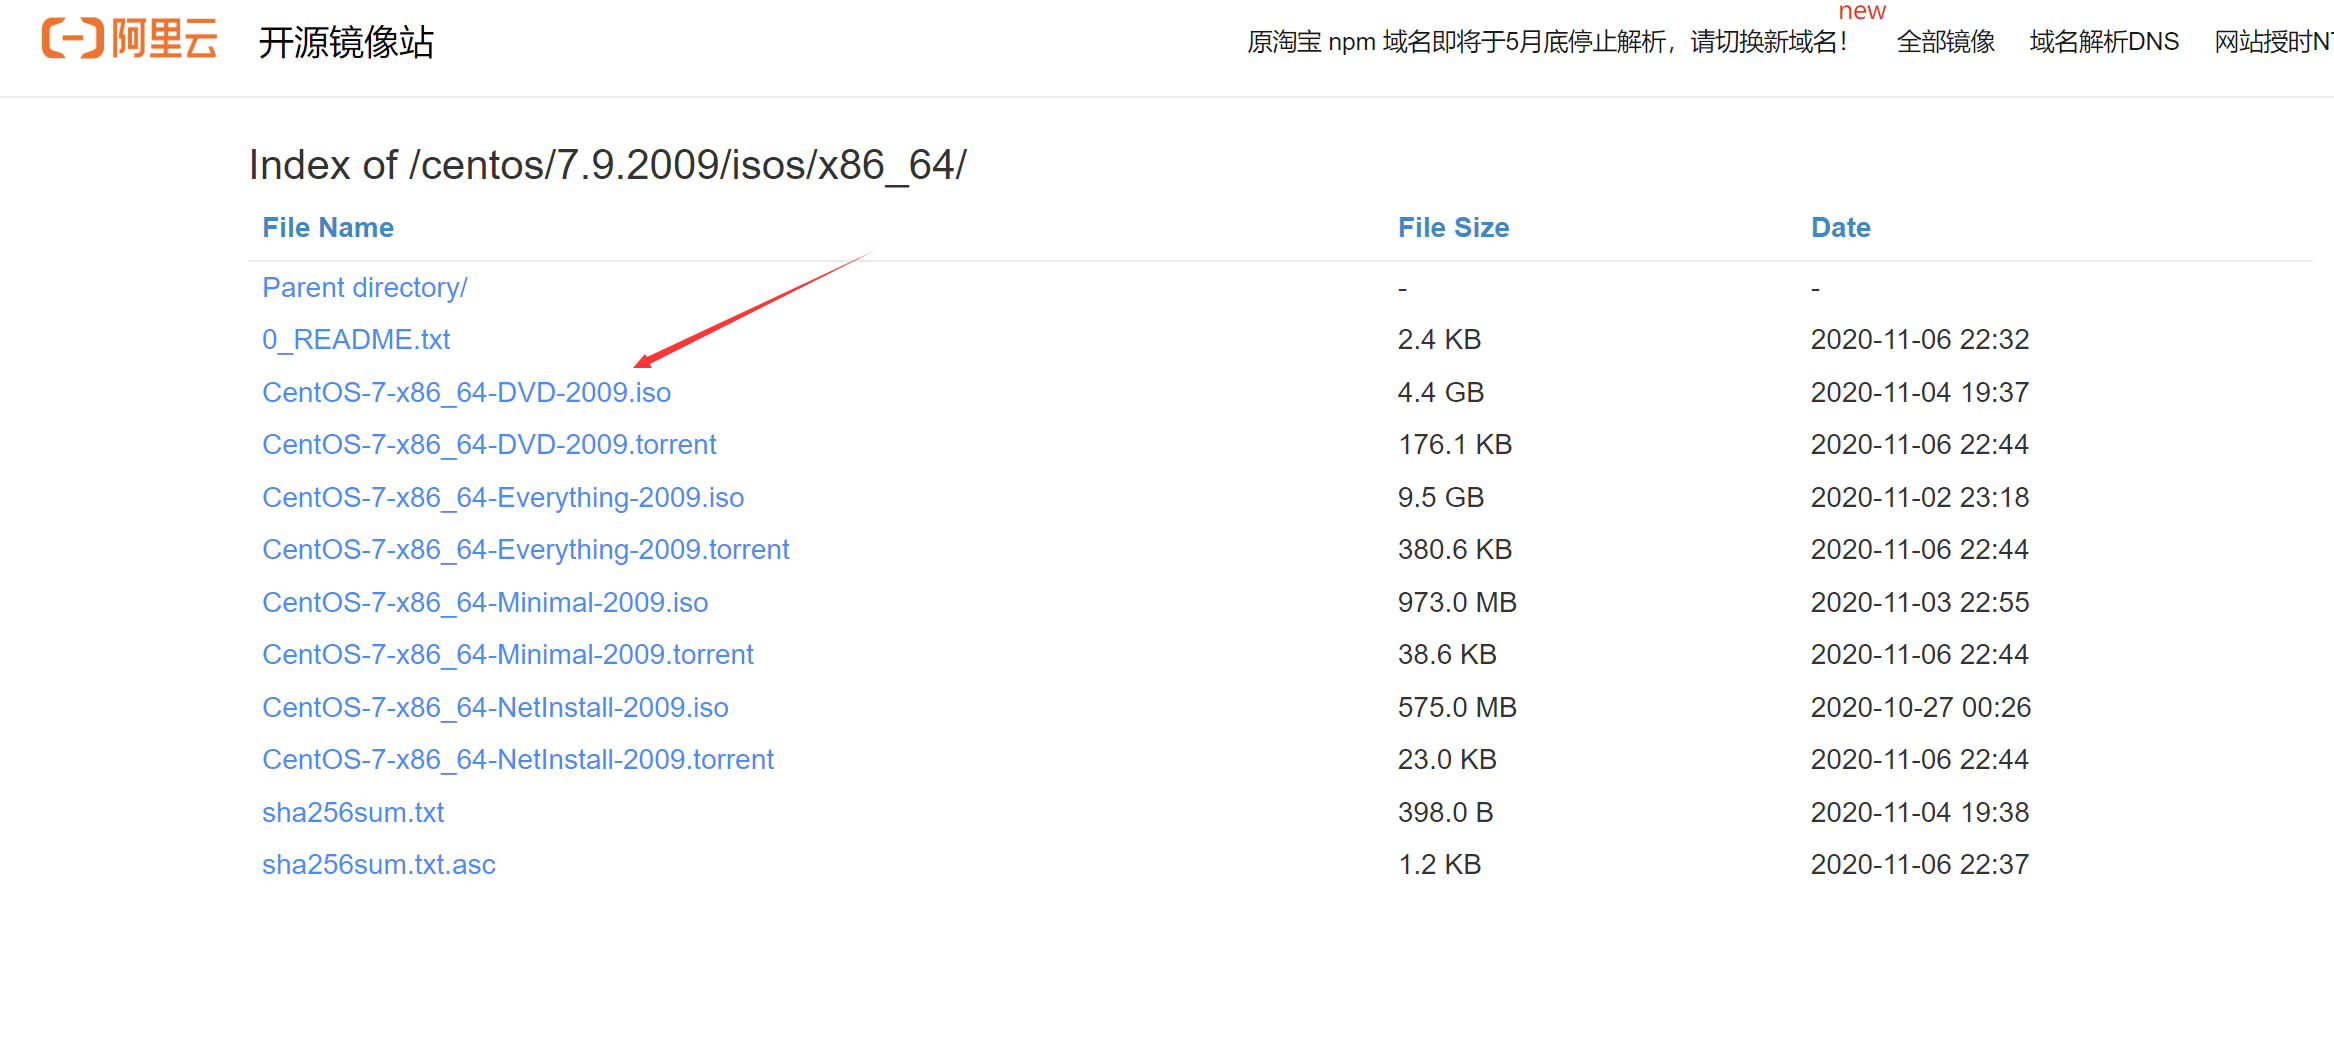 阿里云 开源镜像站 原淘宝 npm 域名即将于5月底停止解析，请切换新域名! new 全部镜像 域名解析DNS 网站授时NT
Index of /centos/7.9.2009/isos/x86_64/
File Name File Size Date
Parent directory/ - -
0_README.txt 2.4 KB 2020-11-06 22:32
CentOS-7-x86_64-DVD-2009.iso 4.4 GB 2020-11-04 19:37
CentOS-7-x86_64-DVD-2009.torrent 176.1 KB 2020-11-06 22:44
CentOS-7-x86_64-Everything-2009.iso 9.5 GB 2020-11-02 23:18
CentOS-7-x86_64-Everything-2009.torrent 380.6 KB 2020-11-06 22:44
CentOS-7-x86_64-Minimal-2009.iso 973.0 MB 2020-11-03 22:55
CentOS-7-x86_64-Minimal-2009.torrent 38.6 KB 2020-11-06 22:44
CentOS-7-x86_64-NetInstall-2009.iso 575.0 MB 2020-10-27 00:26
CentOS-7-x86_64-NetInstall-2009.torrent 23.0 KB 2020-11-06 22:44
sha256sum.txt 398.0 B 2020-11-04 19:38
sha256sum.txt.asc 1.2 KB 2020-11-06 22:37